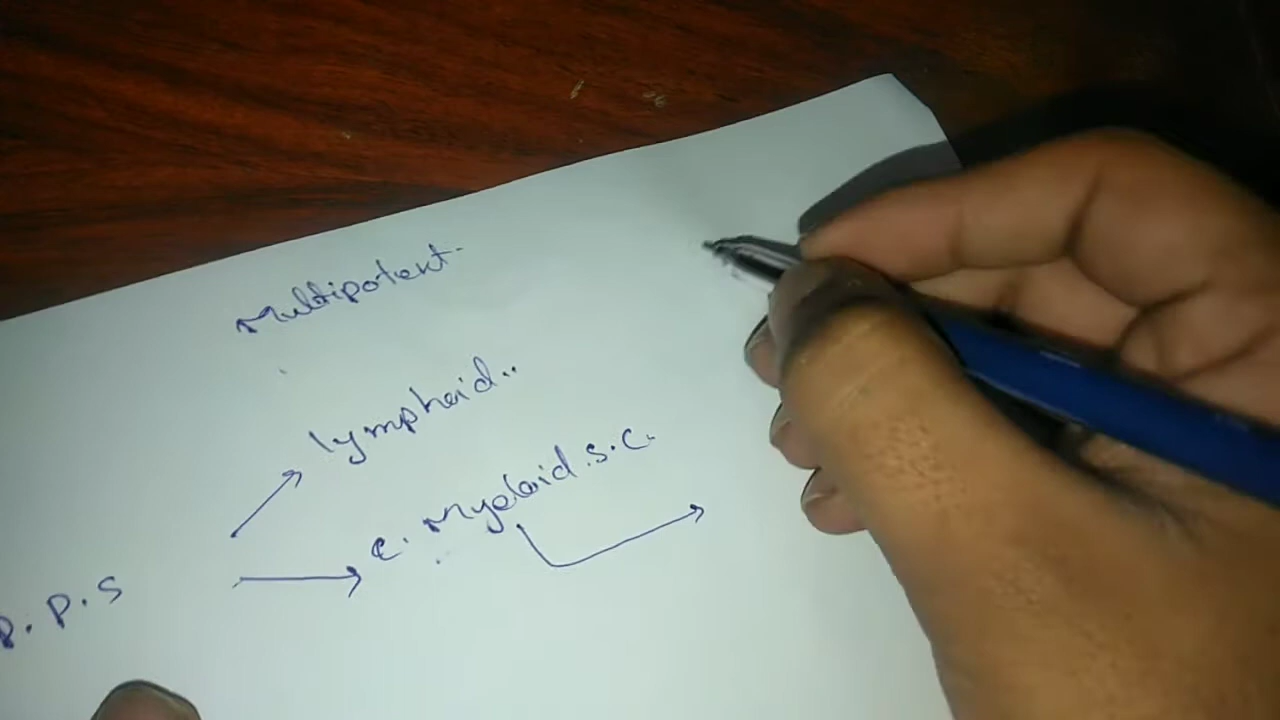 Multipotent
lymphoid..
c. Myeloid.s.c.
P. P. S